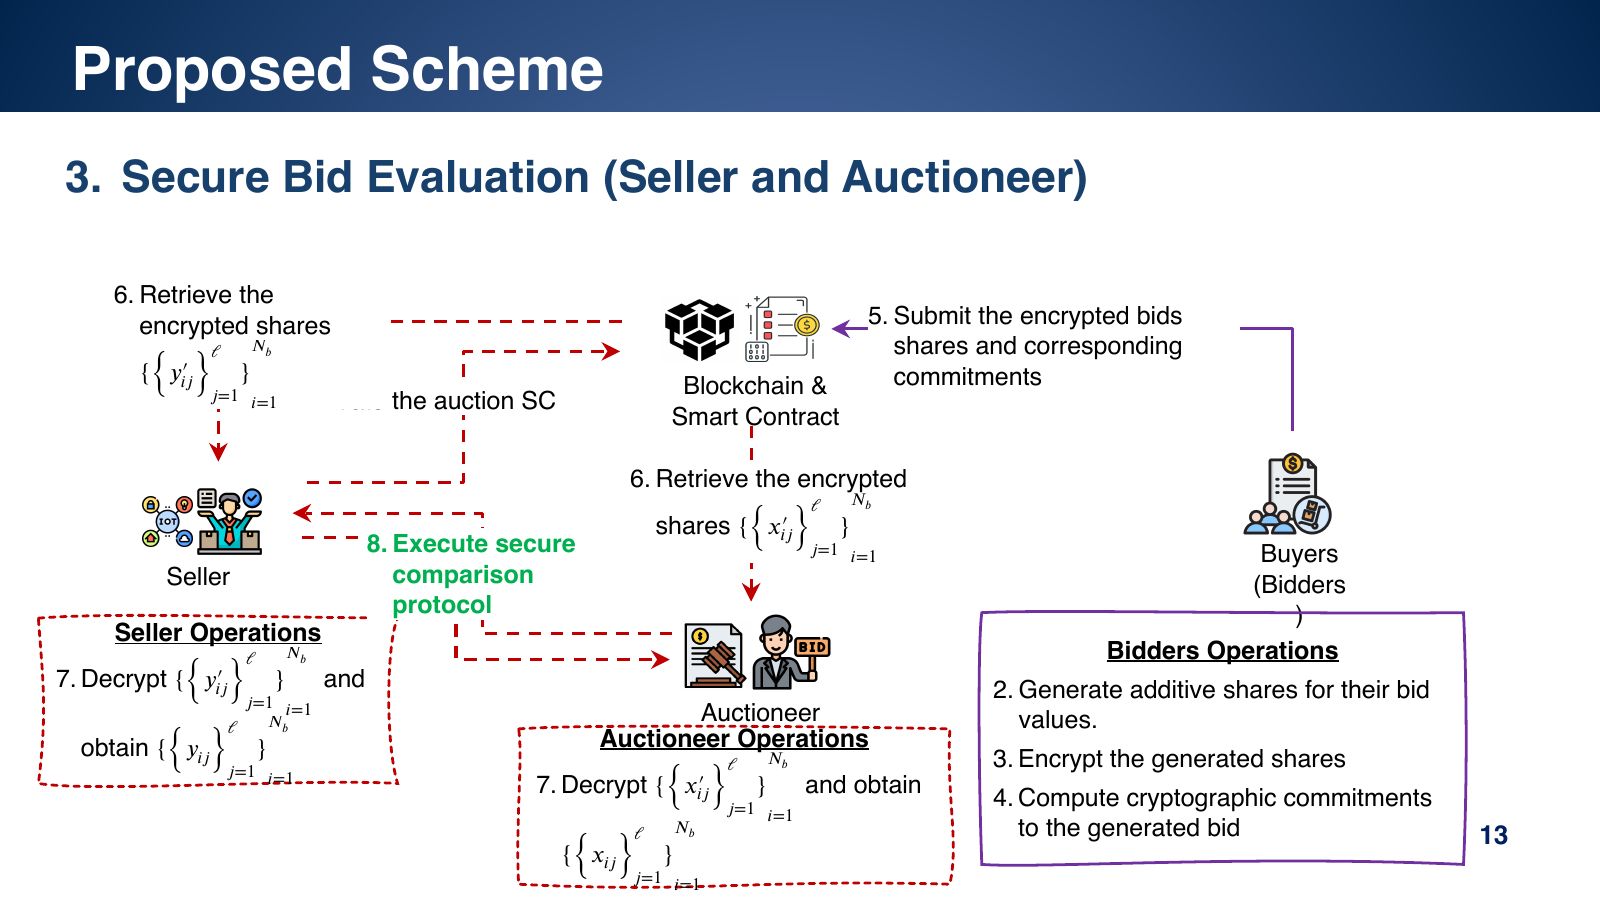 Proposed Scheme
3. Secure Bid Evaluation (Seller and Auctioneer)
6. Retrieve the
encrypted shares
{{y′ij}ℓj=1}Nbi=1
the auction SC
Blockchain &
Smart Contract
5. Submit the encrypted bids
shares and corresponding
commitments
6. Retrieve the encrypted
shares {{x′ij}ℓj=1}Nbi=1
IOT
Seller
8. Execute secure
comparison
protocol
BID
Auctioneer
Buyers
(Bidders
)
Seller Operations
7. Decrypt {{y′ij}ℓj=1}Nbi=1 and
obtain {{yij}ℓj=1}Nbi=1
Auctioneer Operations
7. Decrypt {{x′ij}ℓj=1}Nbi=1 and obtain
{{xij}ℓj=1}Nbi=1
Bidders Operations
2. Generate additive shares for their bid
values.
3. Encrypt the generated shares
4. Compute cryptographic commitments
to the generated bid
13